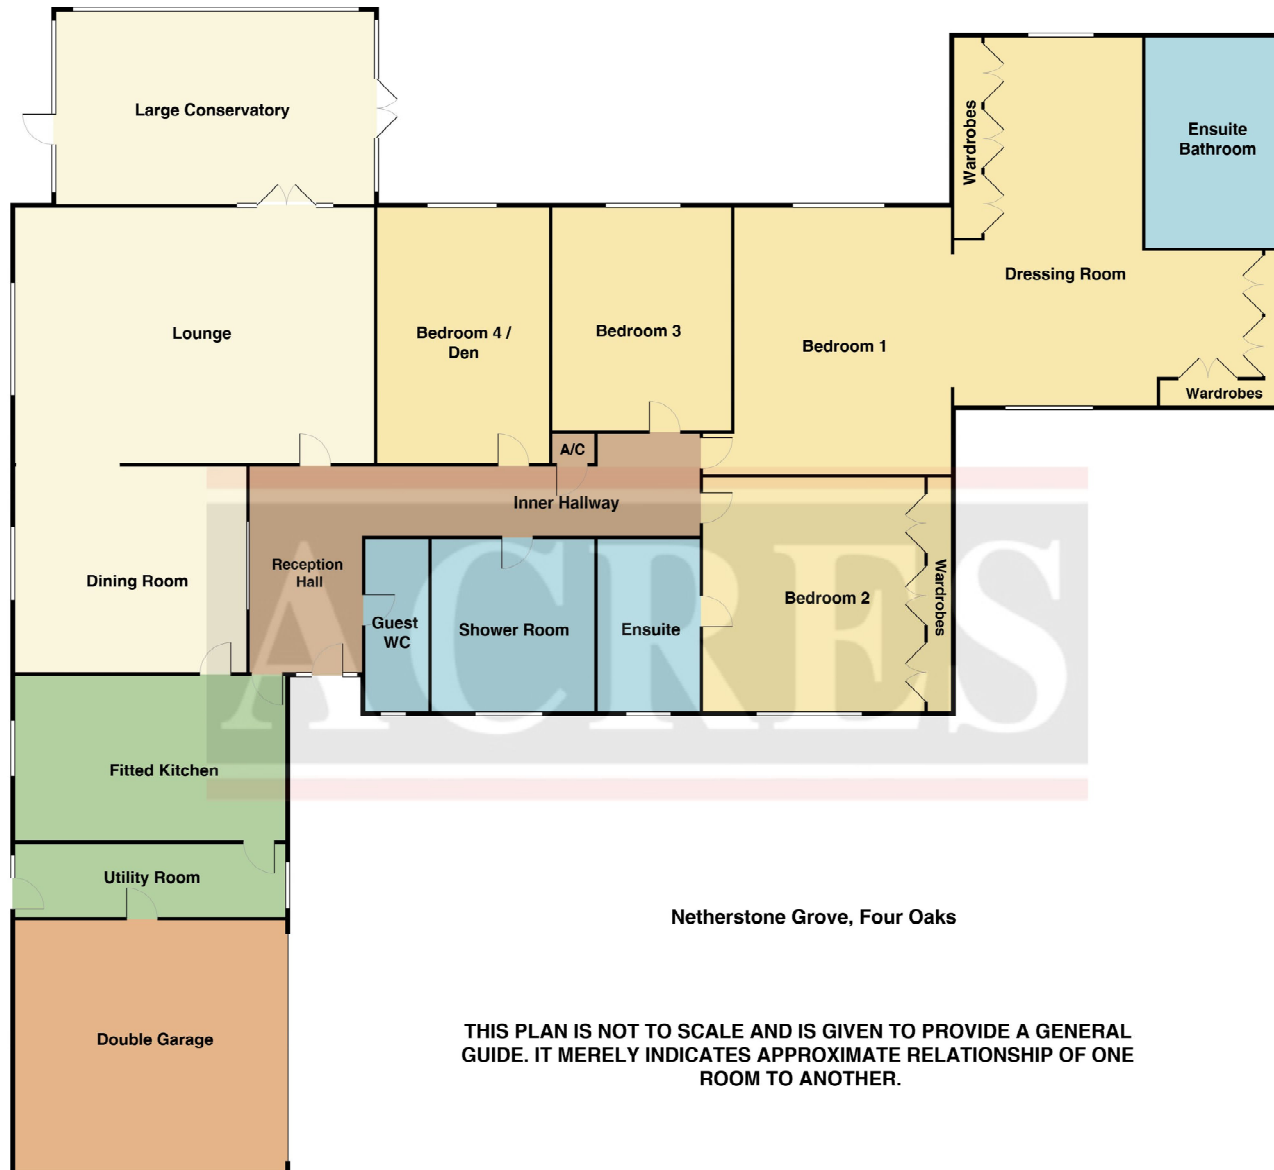 Large Conservatory
Wardrobes
Ensuite
Bathroom
Dressing Room
Lounge
Bedroom 4 /
Den
Bedroom 3
Bedroom 1
Wardrobes
A/C
Inner Hallway
Reception
Hall
Dining Room
Guest
WC
Shower Room
Ensuite
Bedroom 2
Wardrobes
ACRES
Fitted Kitchen
Utility Room
Double Garage
Netherstone Grove, Four Oaks
THIS PLAN IS NOT TO SCALE AND IS GIVEN TO PROVIDE A GENERAL
GUIDE. IT MERELY INDICATES APPROXIMATE RELATIONSHIP OF ONE
ROOM TO ANOTHER.